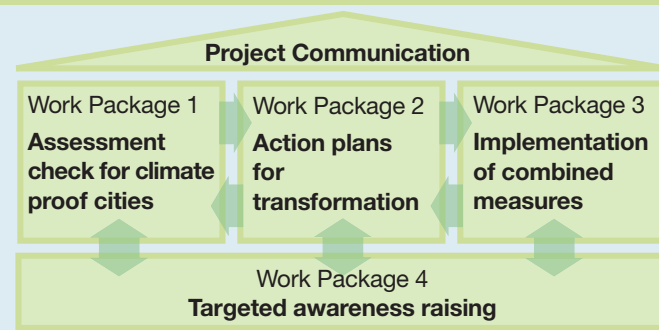 Project Communication
Work Package 1
Assessment
check for climate
proof cities
Work Package 2
Action plans
for
transformation
Work Package 3
Implementation
of combined
measures
Work Package 4
Targeted awareness raising